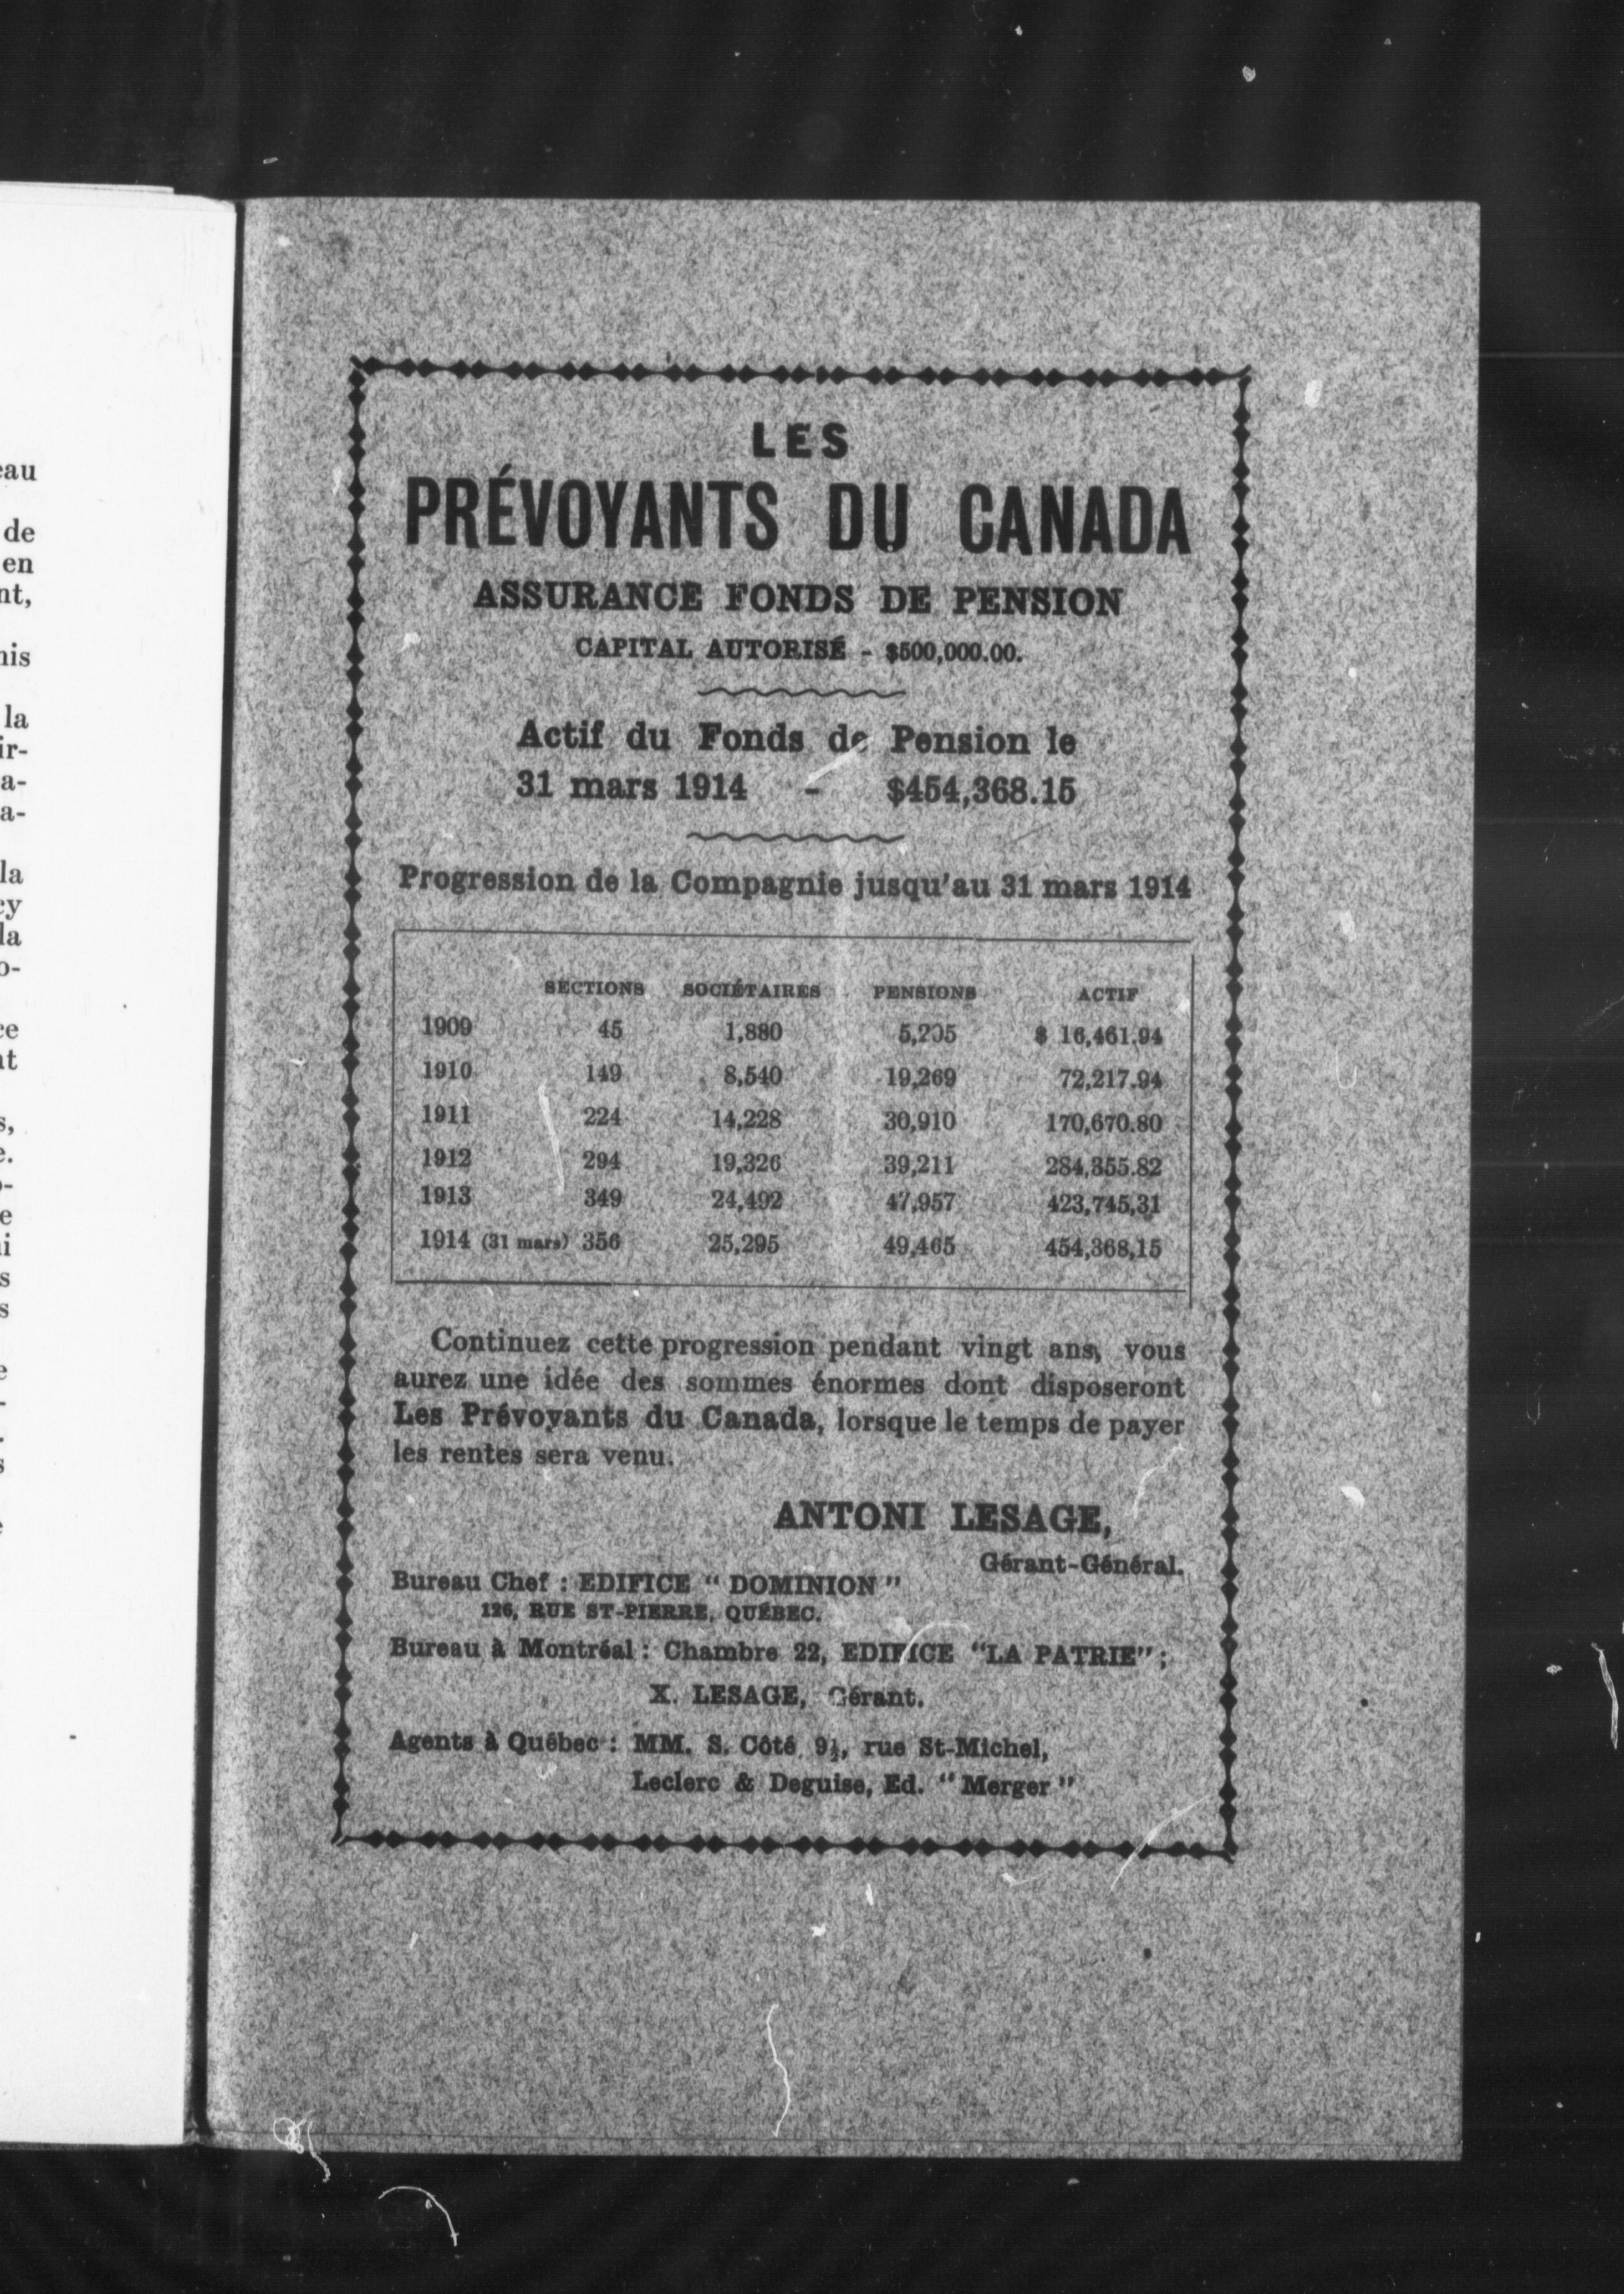 LES
PRÉVOYANTS DU CANADA
ASSURANCE FONDS DE PENSION
CAPITAL AUTORISÉ - $500,000.00.
Actif du Fonds de Pension le
31 mars 1914 - $454,368.15
Progression de la Compagnie jusqu'au 31 mars 1914
SECTIONS SOCIÉTAIRES PENSIONS ACTIF
1909 45 1,880 5,205 $ 16,461.94
1910 149 8,540 19,269 72,217.94
1911 224 14,228 30,910 170,670.80
1912 294 19,326 39,211 284,355.82
1913 349 24,492 47,957 423,745,31
1914 (31 mars) 356 25,295 49,465 454,368,15
Continuez cette progression pendant vingt ans, vous
aurez une idée des sommes énormes dont disposeront
Les Prévoyants du Canada, lorsque le temps de payer
les rentes sera venu.
ANTONI LESAGE,
Gérant-Général.
Bureau Chef : EDIFICE " DOMINION "
126, RUE ST-PIERRE, QUÉBEC.
Bureau à Montréal : Chambre 22, EDIFICE "LA PATRIE" ;
X. LESAGE, Gérant.
Agents à Québec : MM. S. Côté 9½, rue St-Michel,
Leclerc & Deguise, Ed. " Merger "